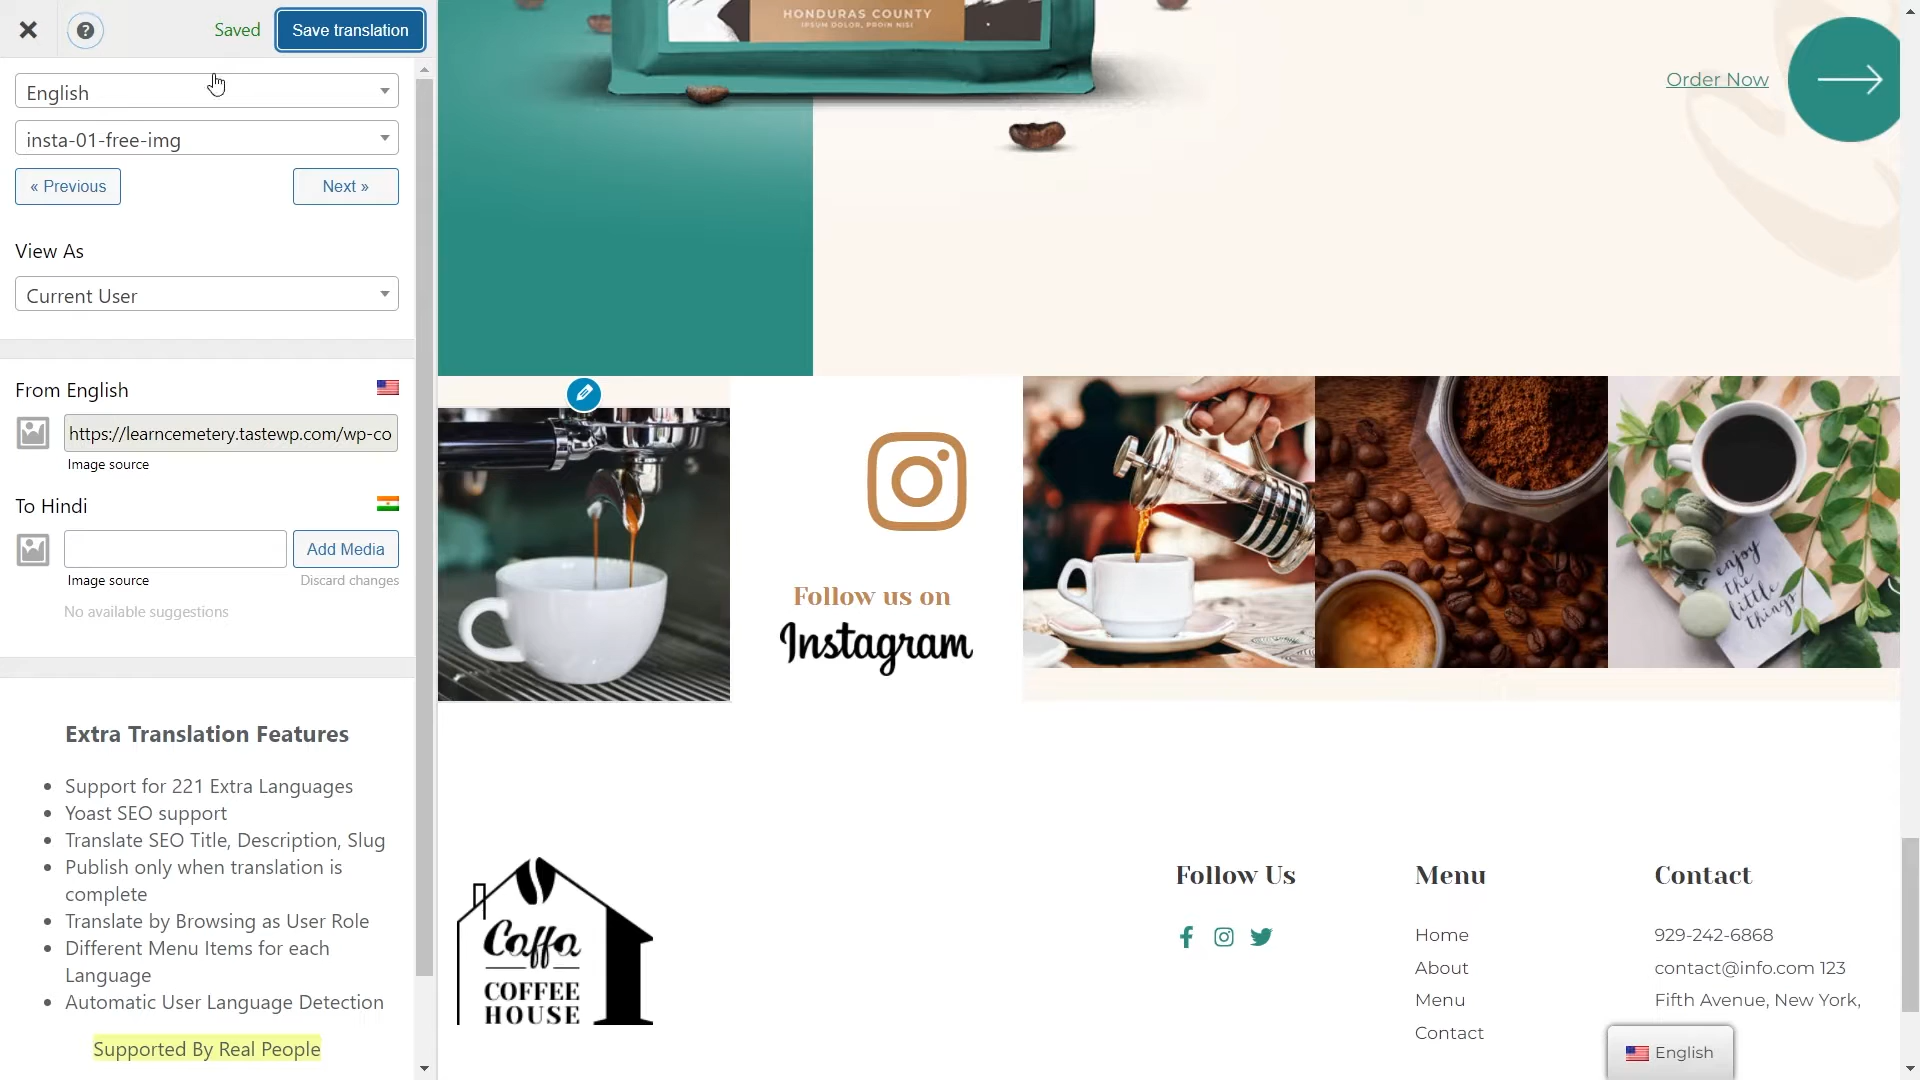 Saved
Save translation
English
insta-01-free-img
« Previous
Next »
View As
Current User
From English
https://learncemetery.tastewp.com/wp-co
Image source
To Hindi
Add Media
Image source
Discard changes
No available suggestions
Extra Translation Features
Support for 221 Extra Languages
Yoast SEO support
Translate SEO Title, Description, Slug
Publish only when translation is
complete
Translate by Browsing as User Role
Different Menu Items for each
Language
Automatic User Language Detection
Supported By Real People
HONDURAS COUNTY
IPSUM DOLOR, PROIN NISI
Order Now
Follow us on
Instagram
enjoy
the
little
things
Caffa
COFFEE
HOUSE
Follow Us
Menu
Home
About
Menu
Contact
Contact
929-242-6868
contact@info.com 123
Fifth Avenue, New York,
English